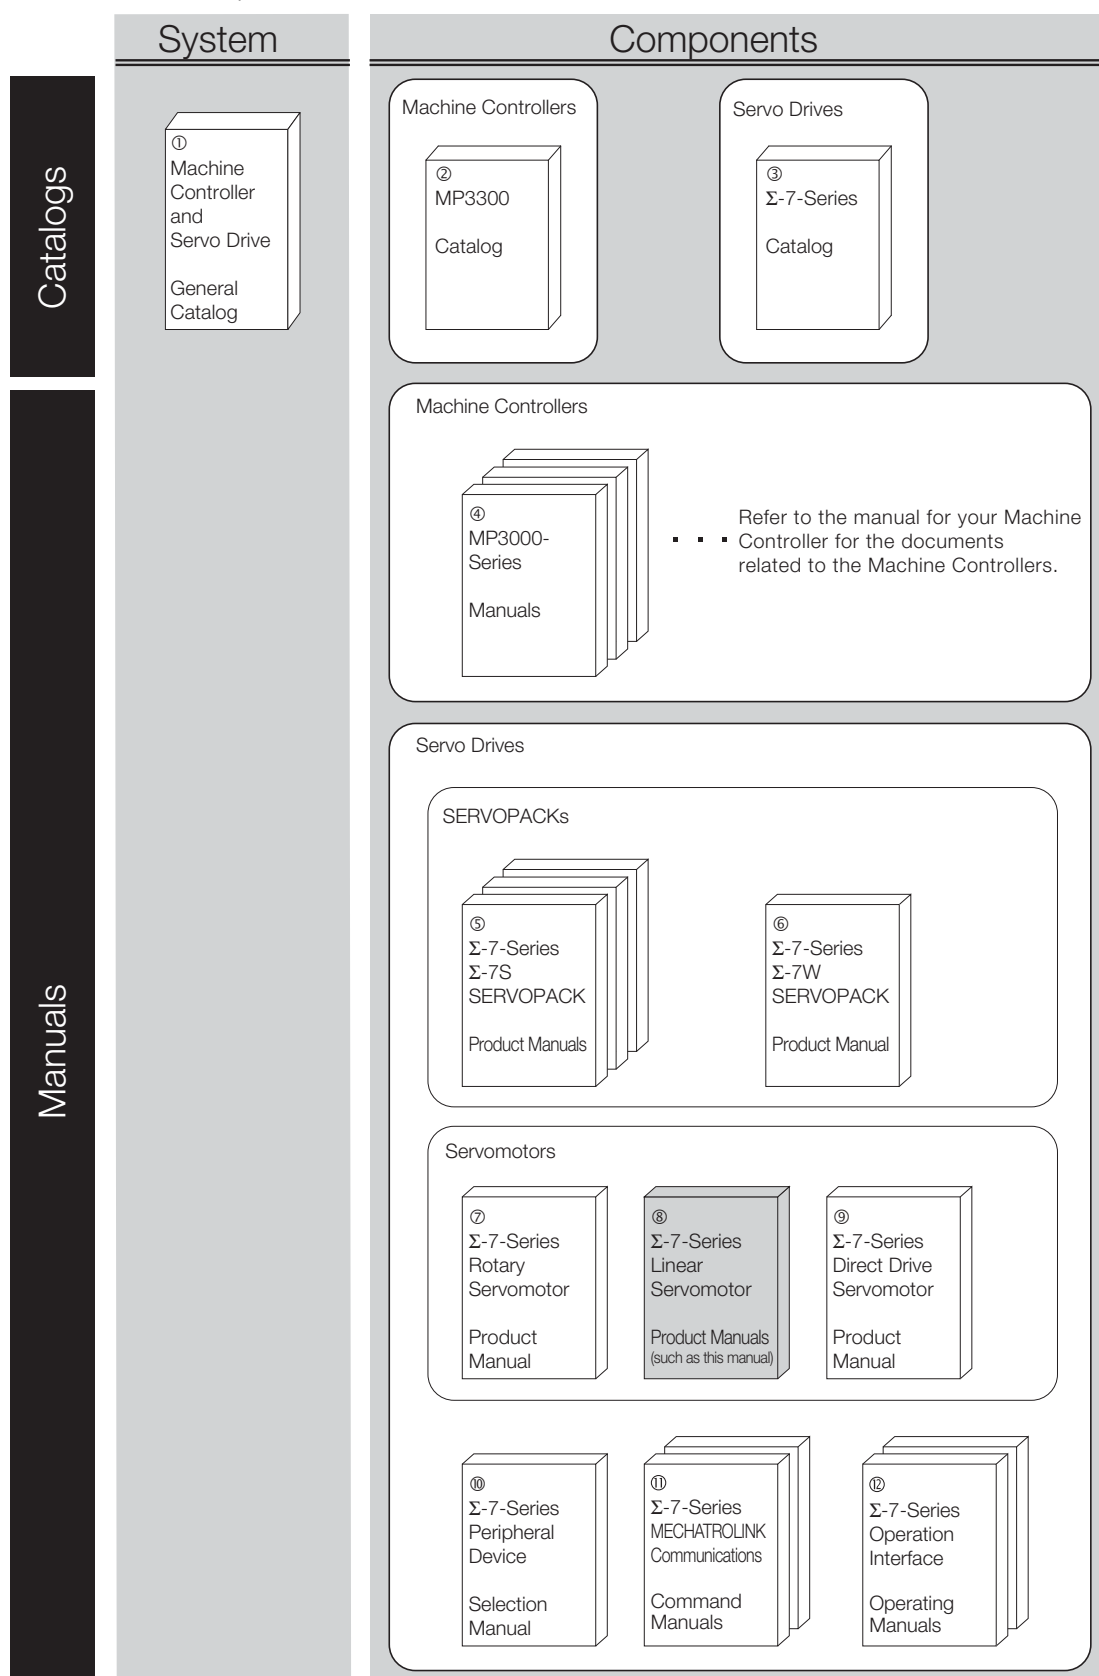 System
Components
Catalogs
①
Machine
Controller
and
Servo Drive
General
Catalog
Machine Controllers
②
MP3300
Catalog
Servo Drives
③
Σ-7-Series
Catalog
Manuals
Machine Controllers
④
MP3000-
Series
Manuals
Refer to the manual for your Machine
Controller for the documents
related to the Machine Controllers.
Servo Drives
SERVOPACKs
⑤
Σ-7-Series
Σ-7S
SERVOPACK
Product Manuals
⑥
Σ-7-Series
Σ-7W
SERVOPACK
Product Manual
Servomotors
⑦
Σ-7-Series
Rotary
Servomotor
Product
Manual
⑧
Σ-7-Series
Linear
Servomotor
Product Manuals
(such as this manual)
⑨
Σ-7-Series
Direct Drive
Servomotor
Product
Manual
⑩
Σ-7-Series
Peripheral
Device
Selection
Manual
⑪
Σ-7-Series
MECHATROLINK
Communications
Command
Manuals
⑫
Σ-7-Series
Operation
Interface
Operating
Manuals